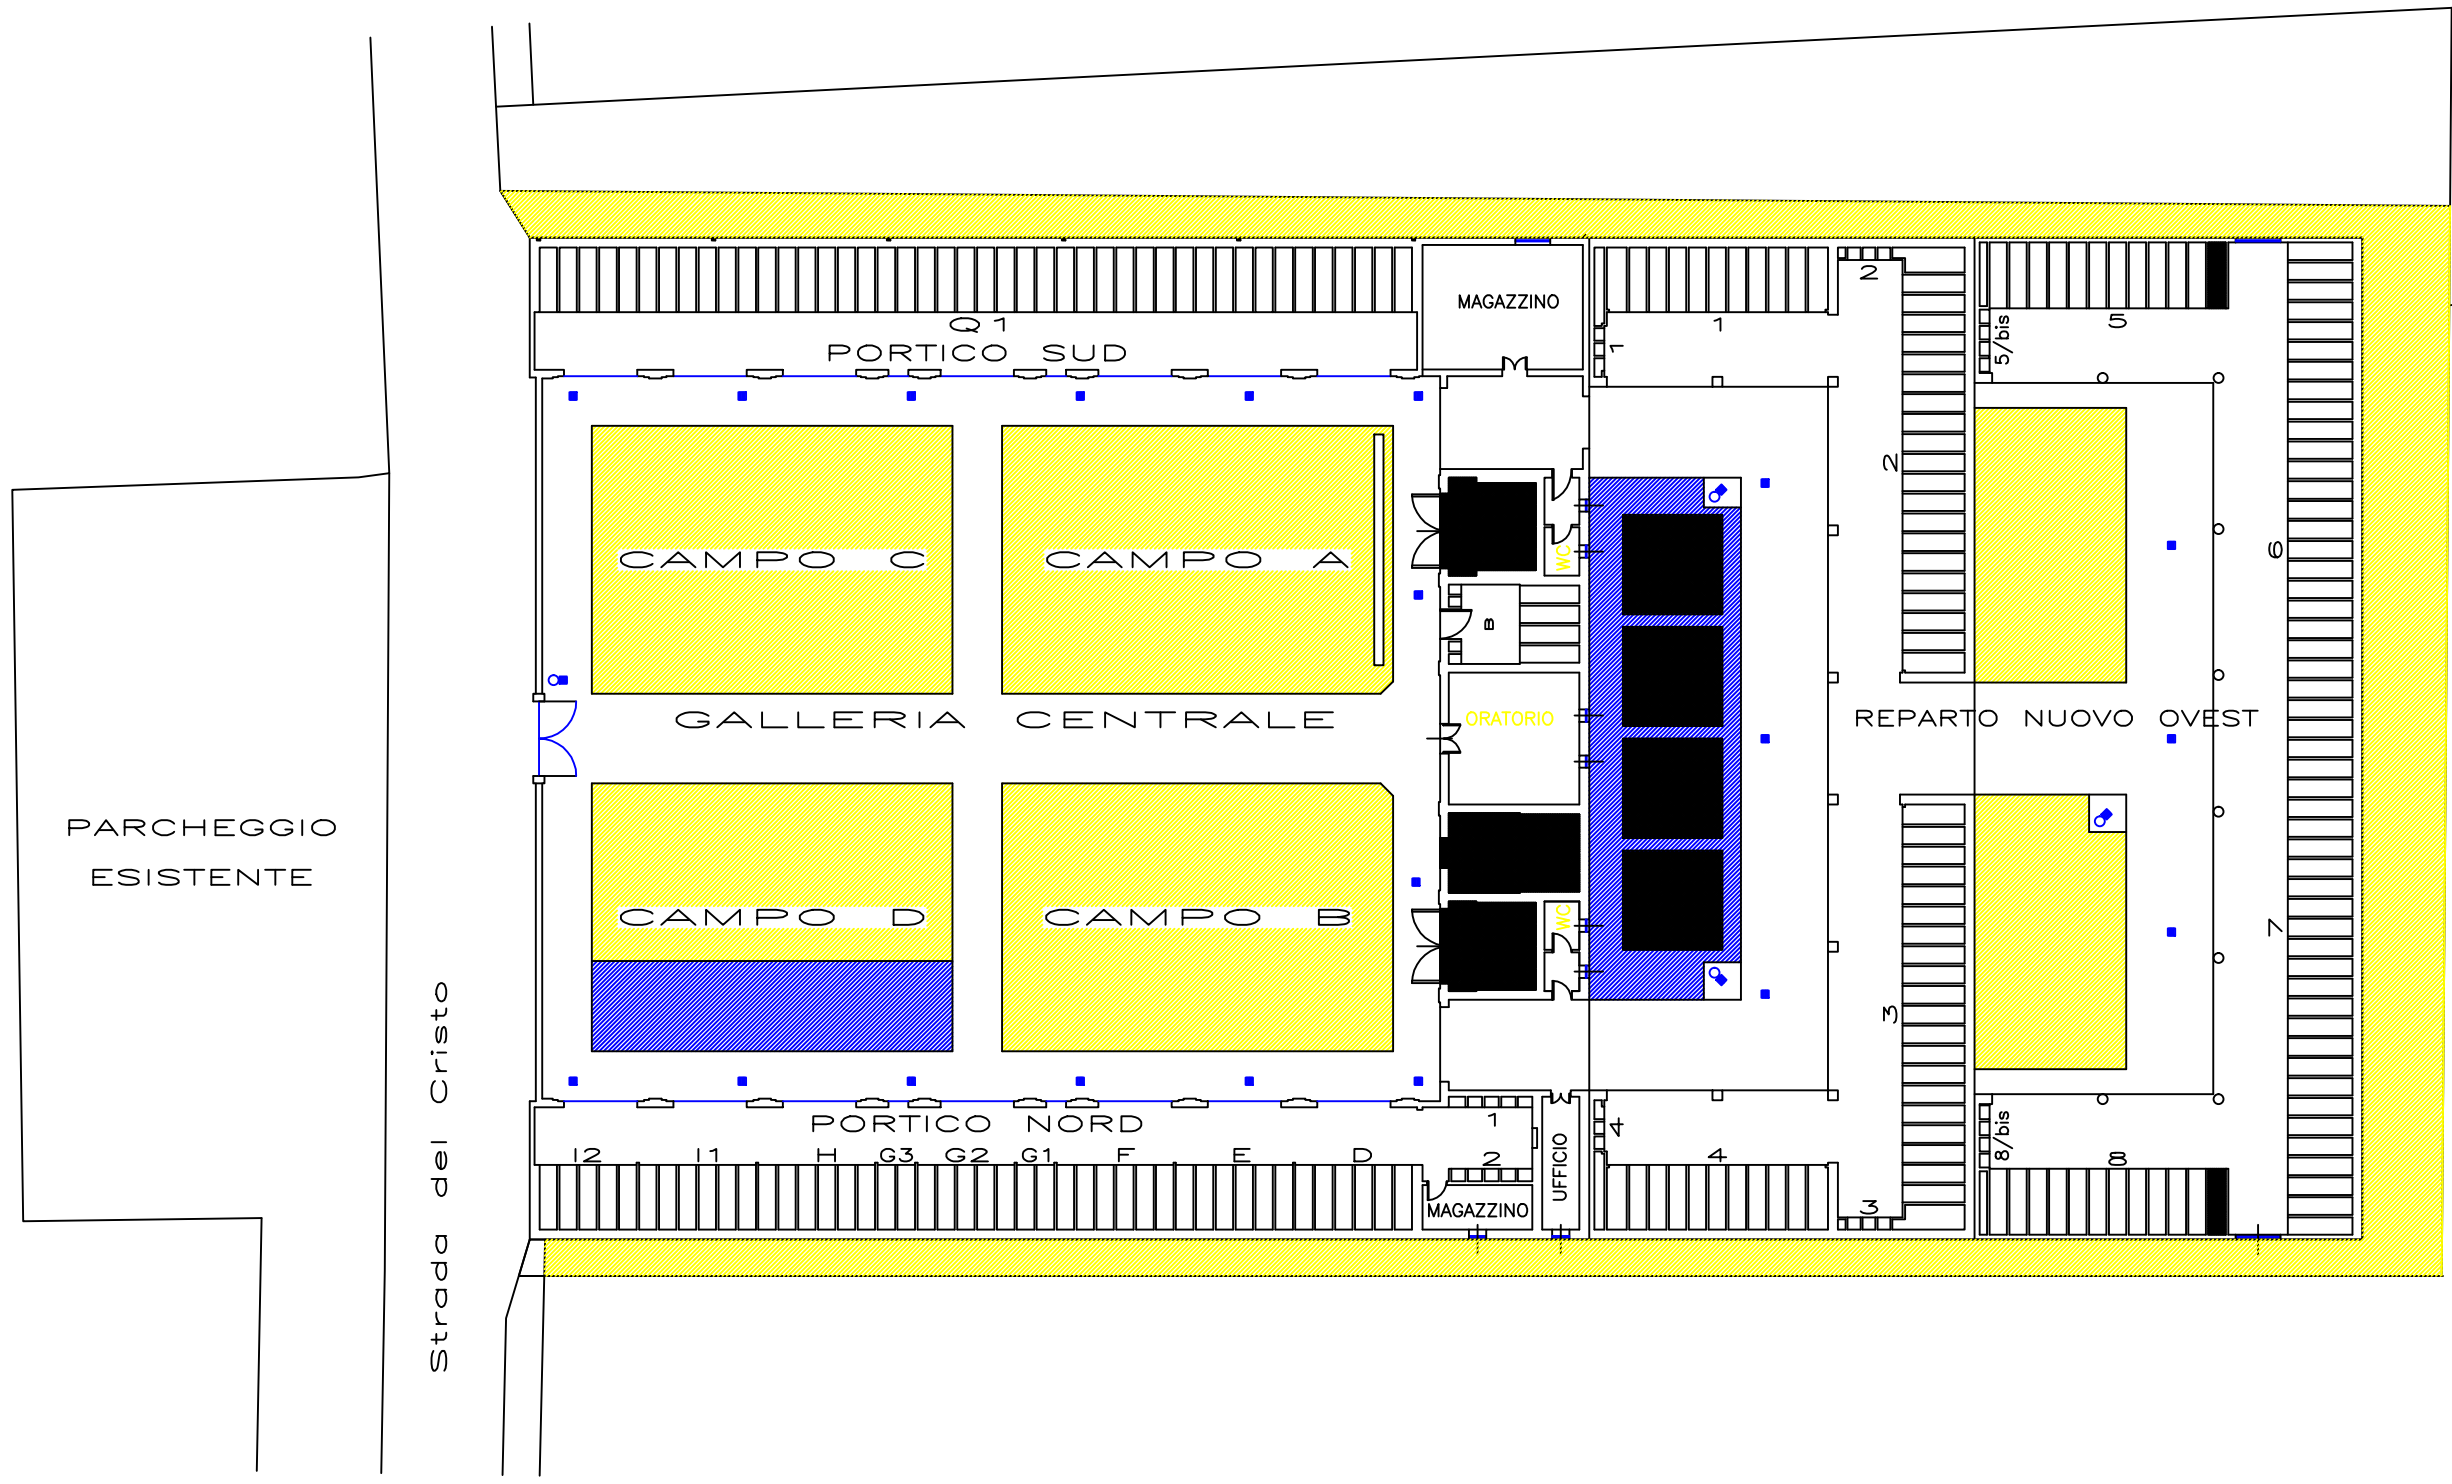 MAGAZZINO
Q1
PORTICO SUD
1
1
2
5/bis
5
CAMPO C
CAMPO A
WC
B
2
6
GALLERIA CENTRALE
ORATORIO
REPARTO NUOVO OVEST
PARCHEGGIO
ESISTENTE
CAMPO D
CAMPO B
WC
7
3
Strada del Cristo
PORTICO NORD
I2 I1 H G3 G2 G1 F E D
1
2
MAGAZZINO
UFFICIO
4
4
3
8/bis
8